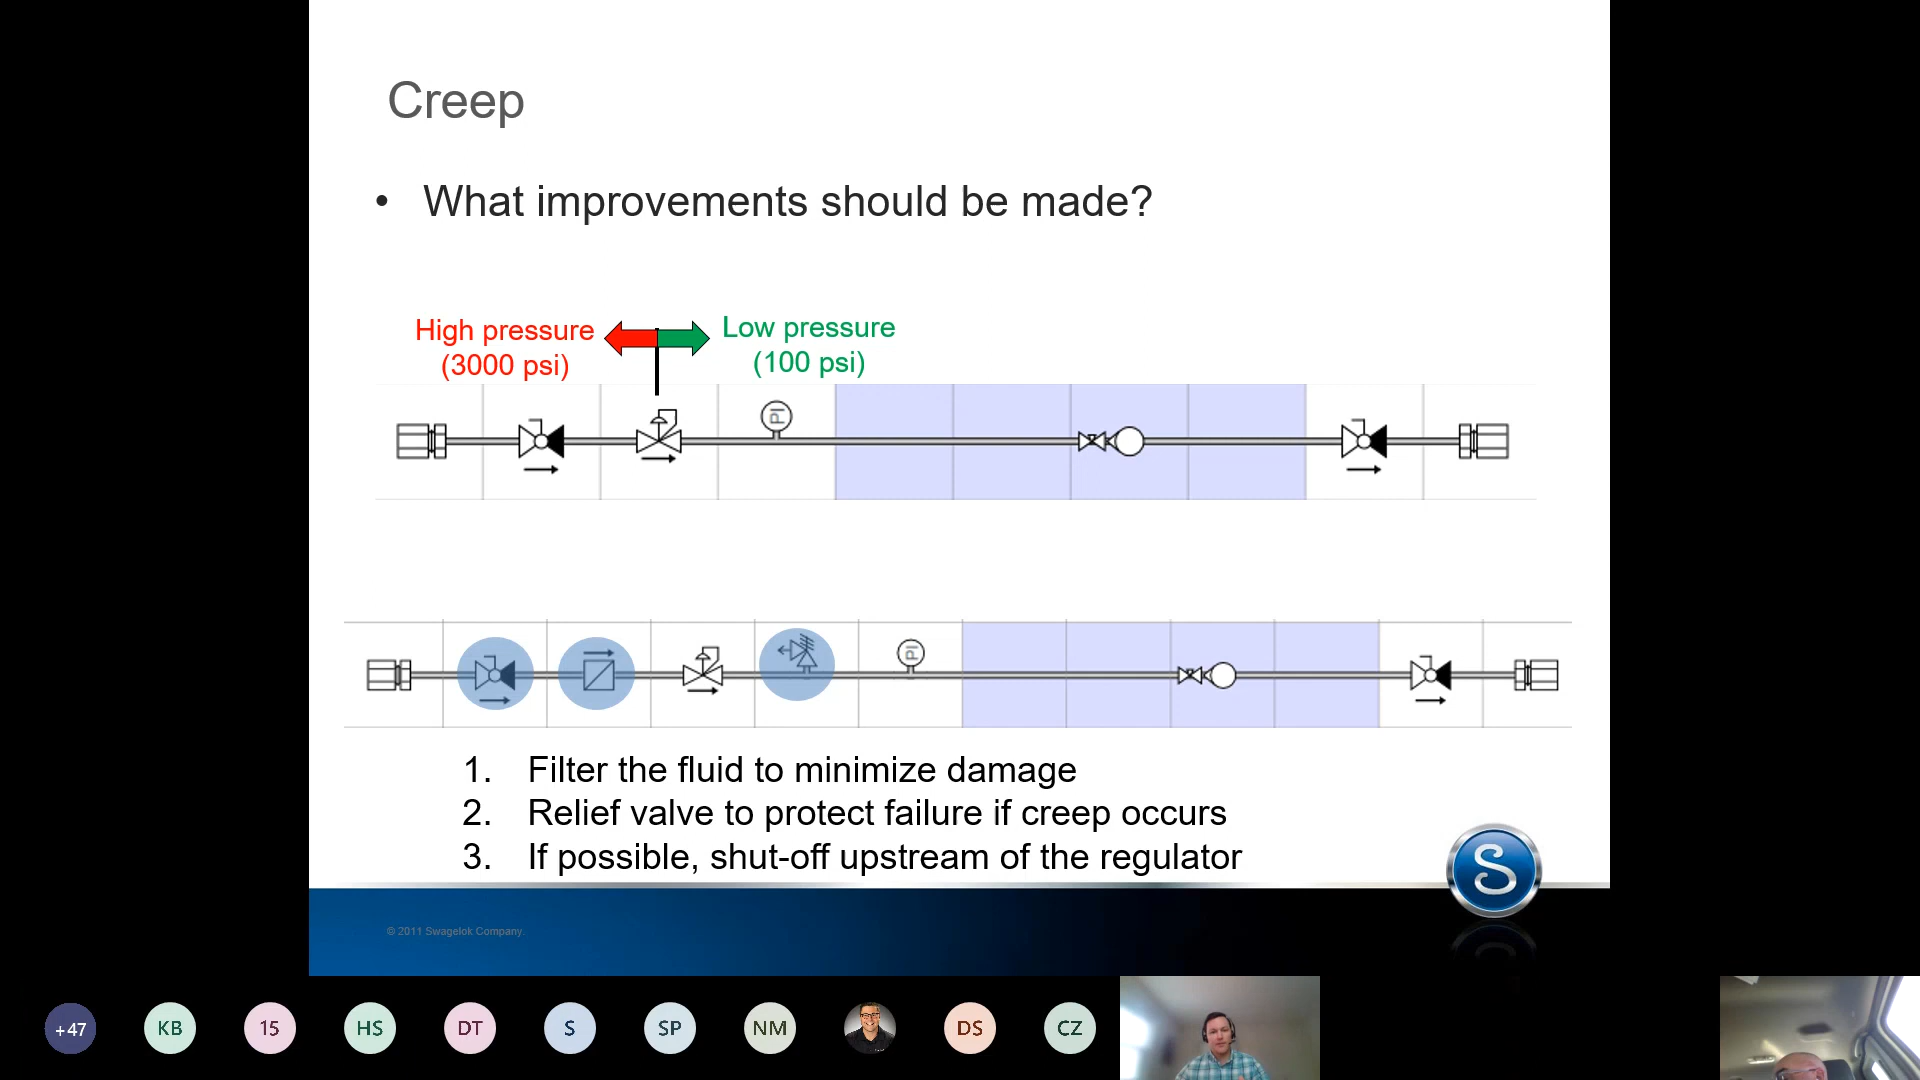 Creep
• What improvements should be made?
High pressure
(3000 psi)
Low pressure
(100 psi)
PI
PI
1. Filter the fluid to minimize damage
2. Relief valve to protect failure if creep occurs
3. If possible, shut-off upstream of the regulator
S
© 2011 Swagelok Company.
+47
KB
15
HS
DT
S
SP
NM
DS
CZ